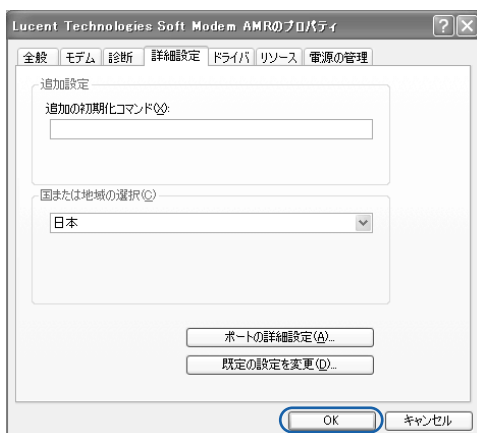 Lucent Technologies Soft Modem AMRのプロパティ
全般 モデム 診断 詳細設定 ドライバ リソース 電源の管理
追加設定
追加の初期化コマンド(X):
国または地域の選択(C)
日本
ポートの詳細設定(A)...
既定の設定を変更(D)...
OK キャンセル